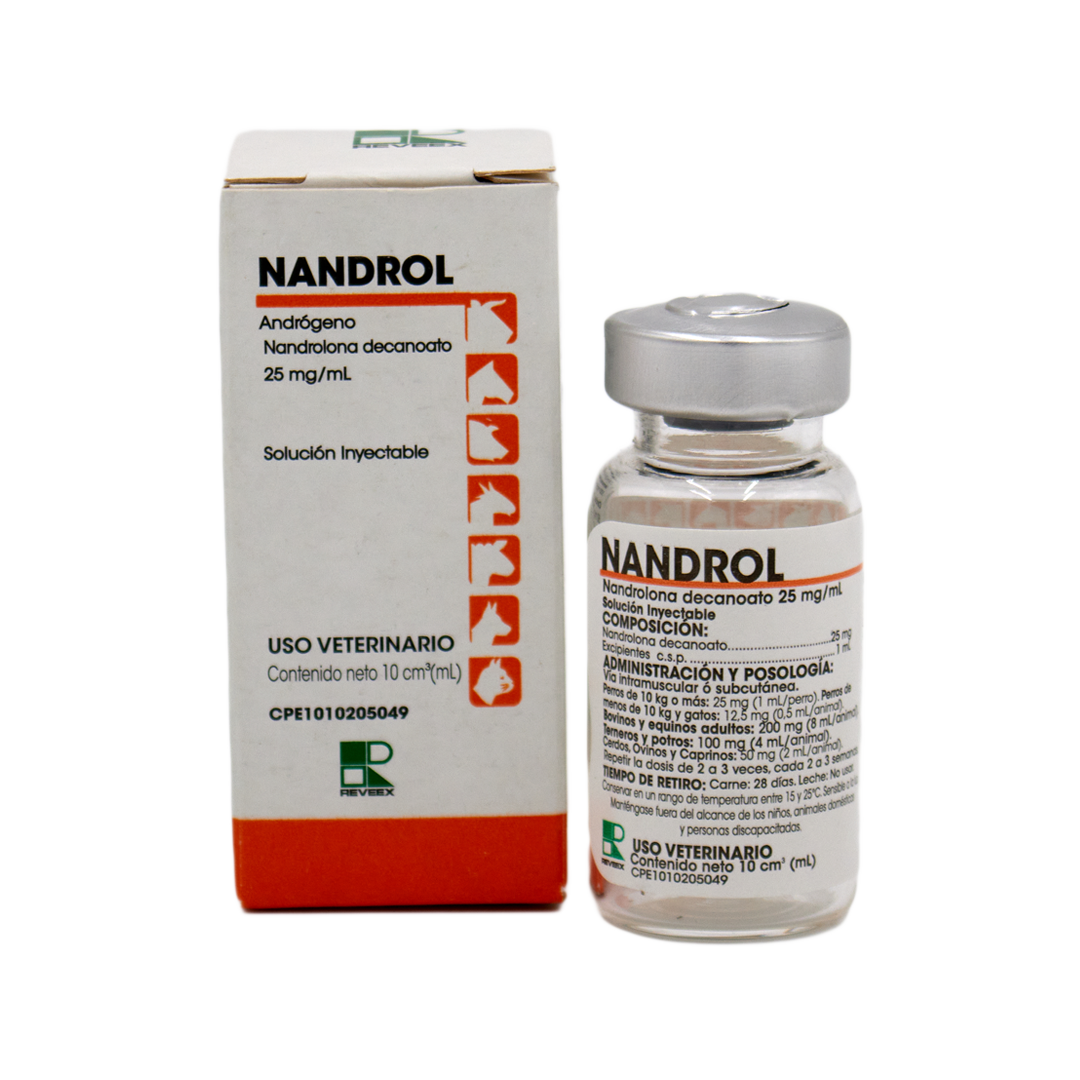 REVEEX
NANDROL
Andrógeno
Nandrolona decanoato
25 mg/mL
Solución Inyectable
USO VETERINARIO
Contenido neto 10 cm³(mL)
CPE1010205049
REVEEX
NANDROL
Nandrolona decanoato 25 mg/mL
Solución Inyectable
COMPOSICIÓN:
Nandrolona decanoato..............................25 mg
Excipientes c.s.p. ........................................1 mL
ADMINISTRACIÓN Y POSOLOGÍA:
Vía intramuscular ó subcutánea.
Perros de 10 kg o más: 25 mg (1 mL/perro). Perros de
menos de 10 kg y gatos: 12,5 mg (0,5 mL/animal).
Bovinos y equinos adultos: 200 mg (8 mL/animal)
Terneros y potros: 100 mg (4 mL/animal).
Cerdos, Ovinos y Caprinos: 50 mg (2 mL/animal).
Repetir la dosis de 2 a 3 veces, cada 2 a 3
TIEMPO DE RETIRO: Carne: 28 días. Leche: No
Conservar en un rango de temperatura entre 15 y 25°C. Sensible a la
Manténgase fuera del alcance de los niños, animales domésticos
y personas discapacitadas.
REVEEX
USO VETERINARIO
Contenido neto 10 cm³ (mL)
CPE1010205049